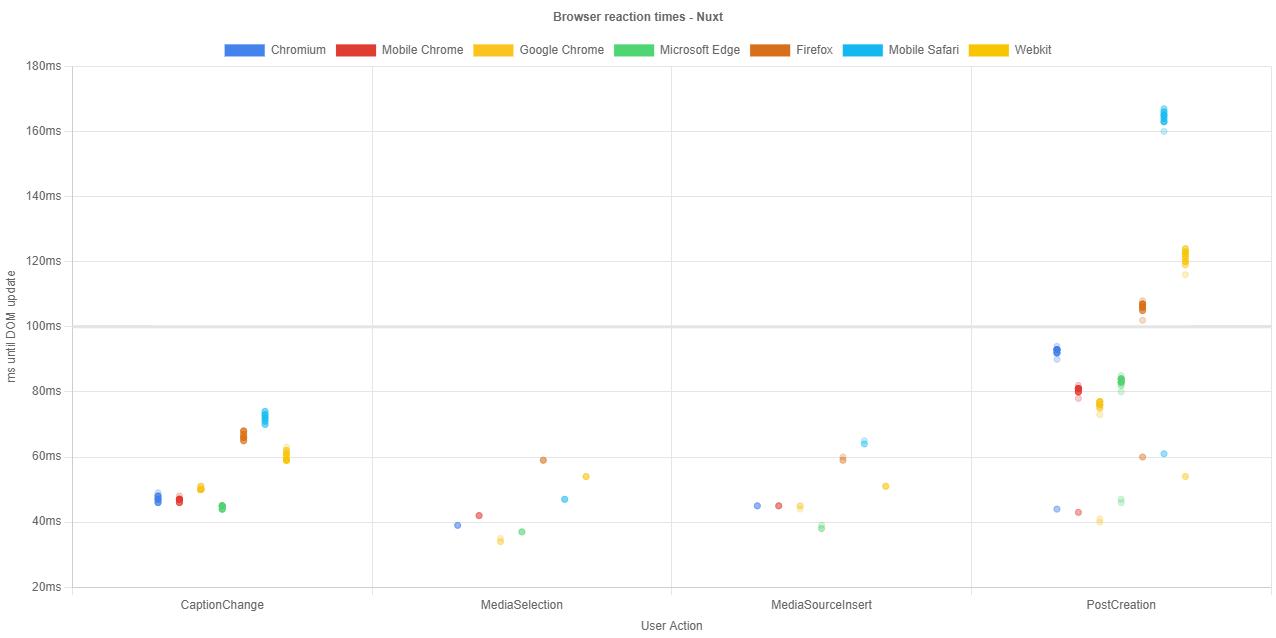 Browser reaction times - Nuxt
Chromium Mobile Chrome Google Chrome Microsoft Edge Firefox Mobile Safari Webkit
180ms
160ms
140ms
120ms
100ms
80ms
60ms
40ms
20ms
ms until DOM update
CaptionChange MediaSelection MediaSourceInsert PostCreation
User Action